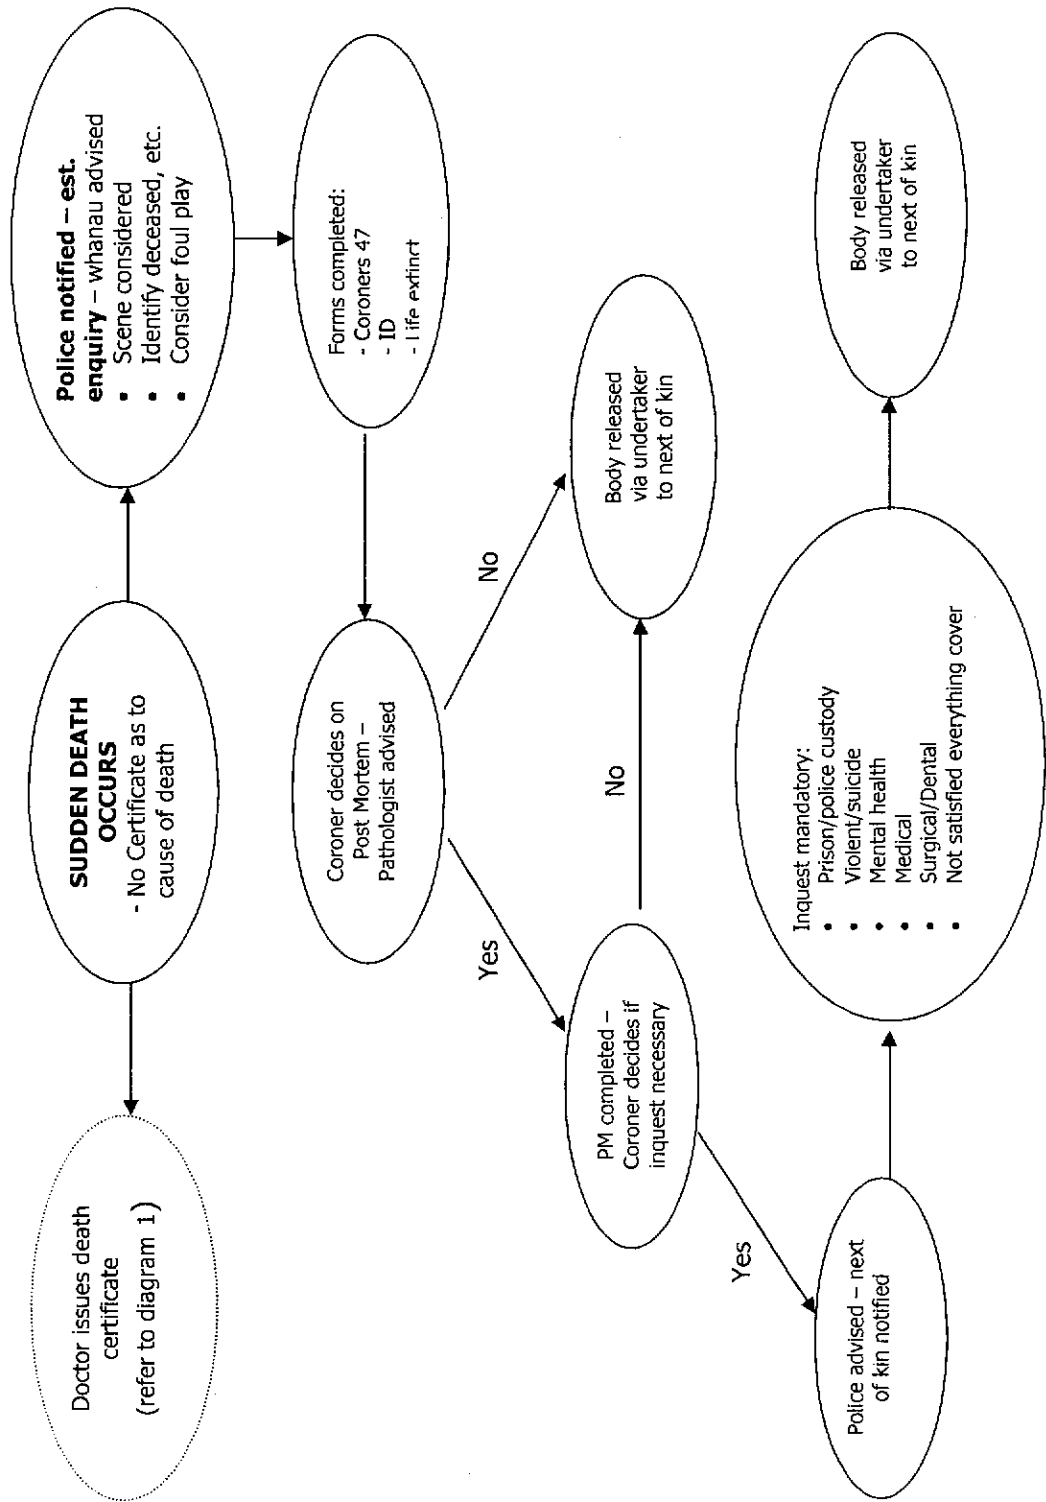 Doctor issues death
certificate
(refer to diagram 1)
SUDDEN DEATH
OCCURS
- No Certificate as to
cause of death
Police notified – est.
enquiry – whanau advised
• Scene considered
• Identify deceased, etc.
• Consider foul play
Forms completed:
- Coroners 47
- ID
- Life extinct
Coroner decides on
Post Mortem –
Pathologist advised
Yes
No
PM completed –
Coroner decides if
inquest necessary
No
Body released
via undertaker
to next of kin
Yes
Police advised – next
of kin notified
Inquest mandatory:
• Prison/police custody
• Violent/suicide
• Mental health
• Medical
• Surgical/Dental
• Not satisfied everything cover
Body released
via undertaker
to next of kin